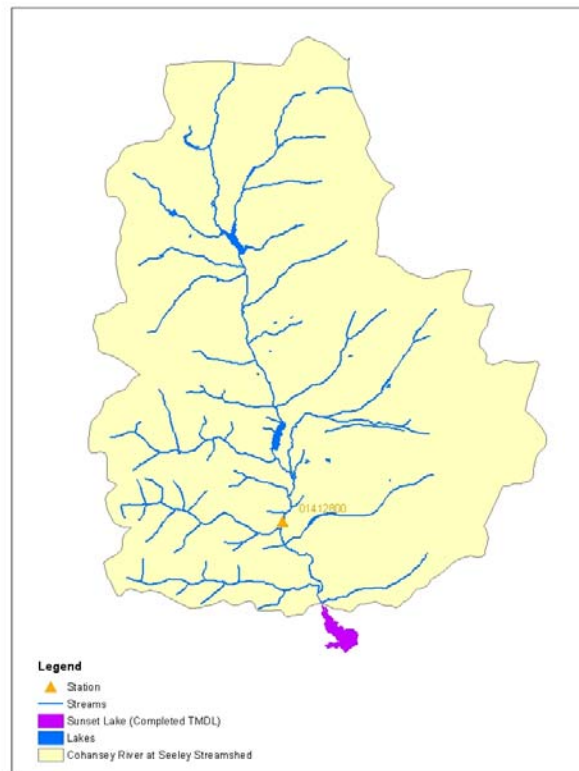 01412800
Legend
Station
Streams
Sunset Lake (Completed TMDL)
Lakes
Cohansey River at Seeley Streamshed